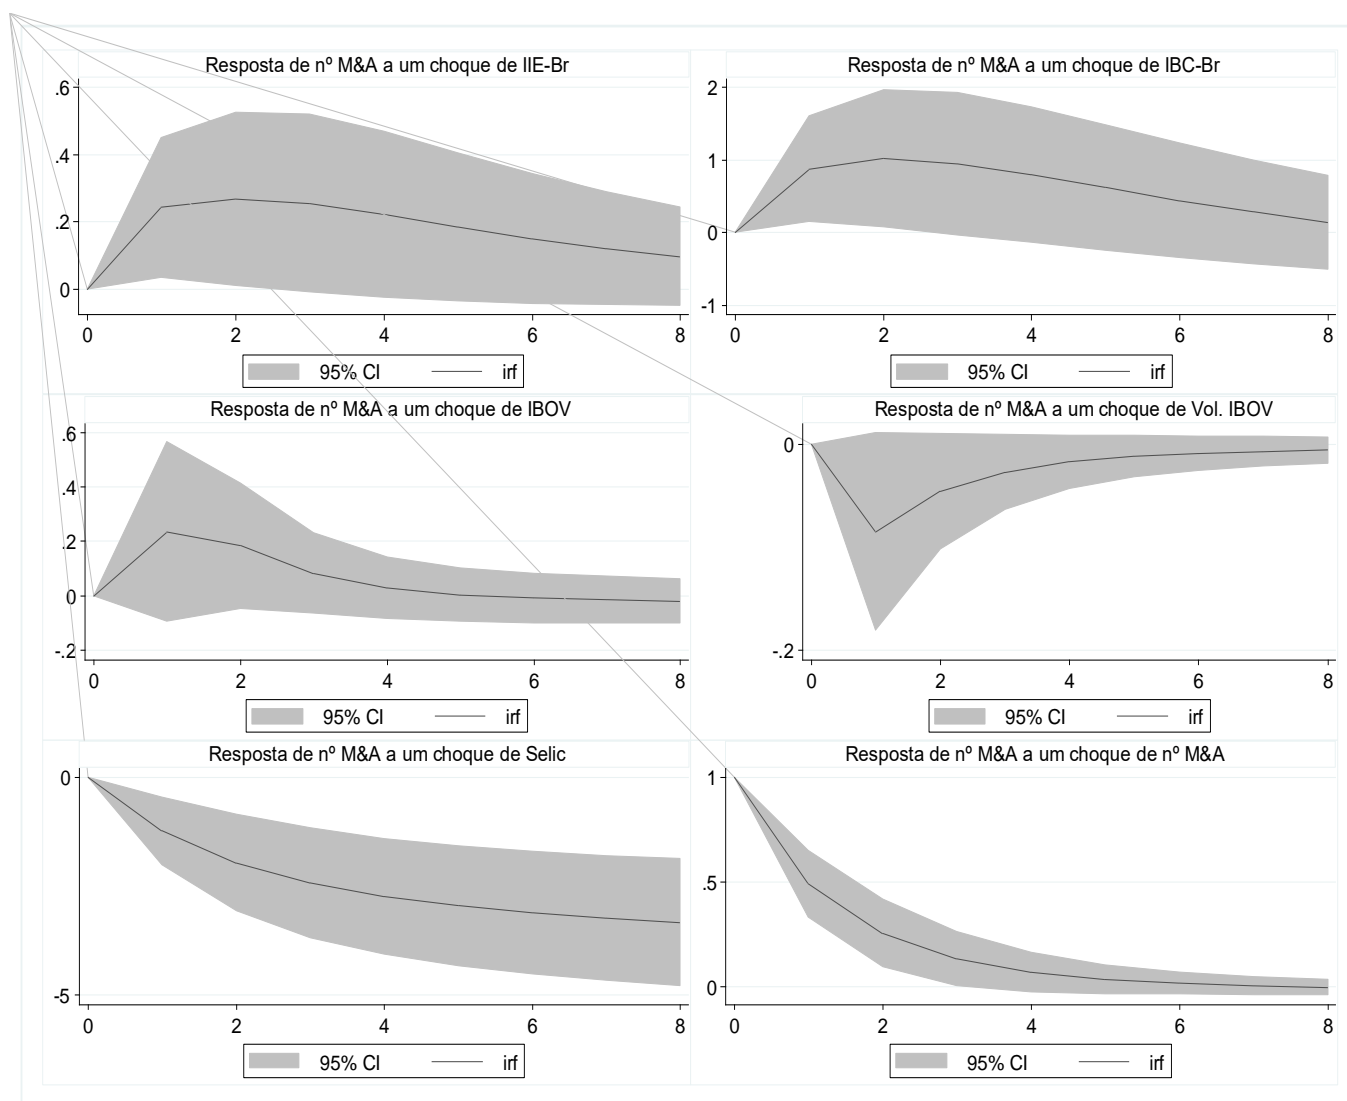 Resposta de nº M&A a um choque de IIE-Br
.6
.4
.2
0
0 2 4 6 8
95% CI irf
Resposta de nº M&A a um choque de IBC-Br
2
1
0
-1
0 2 4 6 8
95% CI irf
Resposta de nº M&A a um choque de IBOV
.6
.4
.2
0
-.2
0 2 4 6 8
95% CI irf
Resposta de nº M&A a um choque de Vol. IBOV
0
-.2
0 2 4 6 8
95% CI irf
Resposta de nº M&A a um choque de Selic
0
-5
0 2 4 6 8
95% CI irf
Resposta de nº M&A a um choque de nº M&A
1
.5
0
0 2 4 6 8
95% CI irf